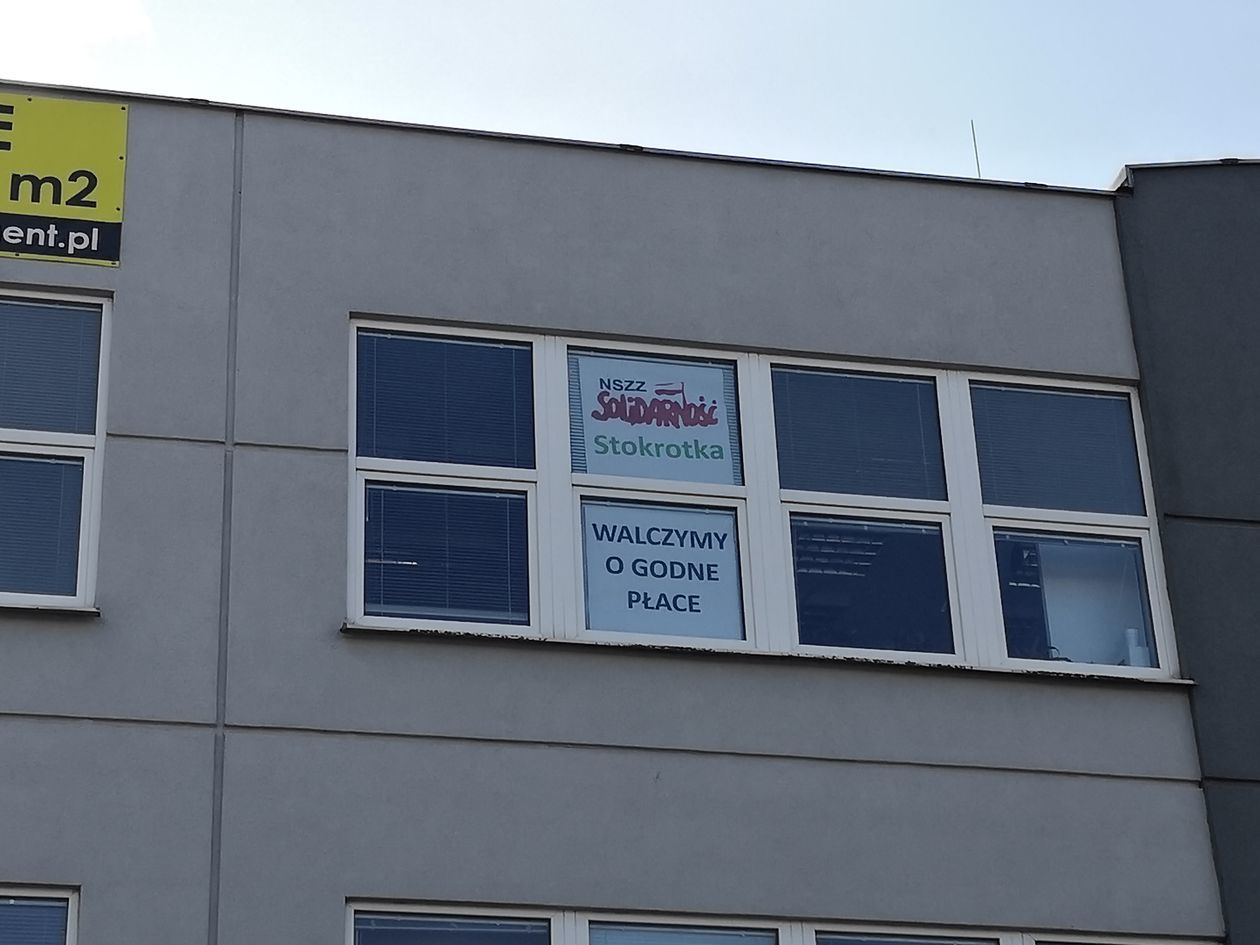 E
m2
ent.pl
NSZZ
SOLIDARNOŚĆ
Stokrotka
WALCZYMY
O GODNE
PŁACE